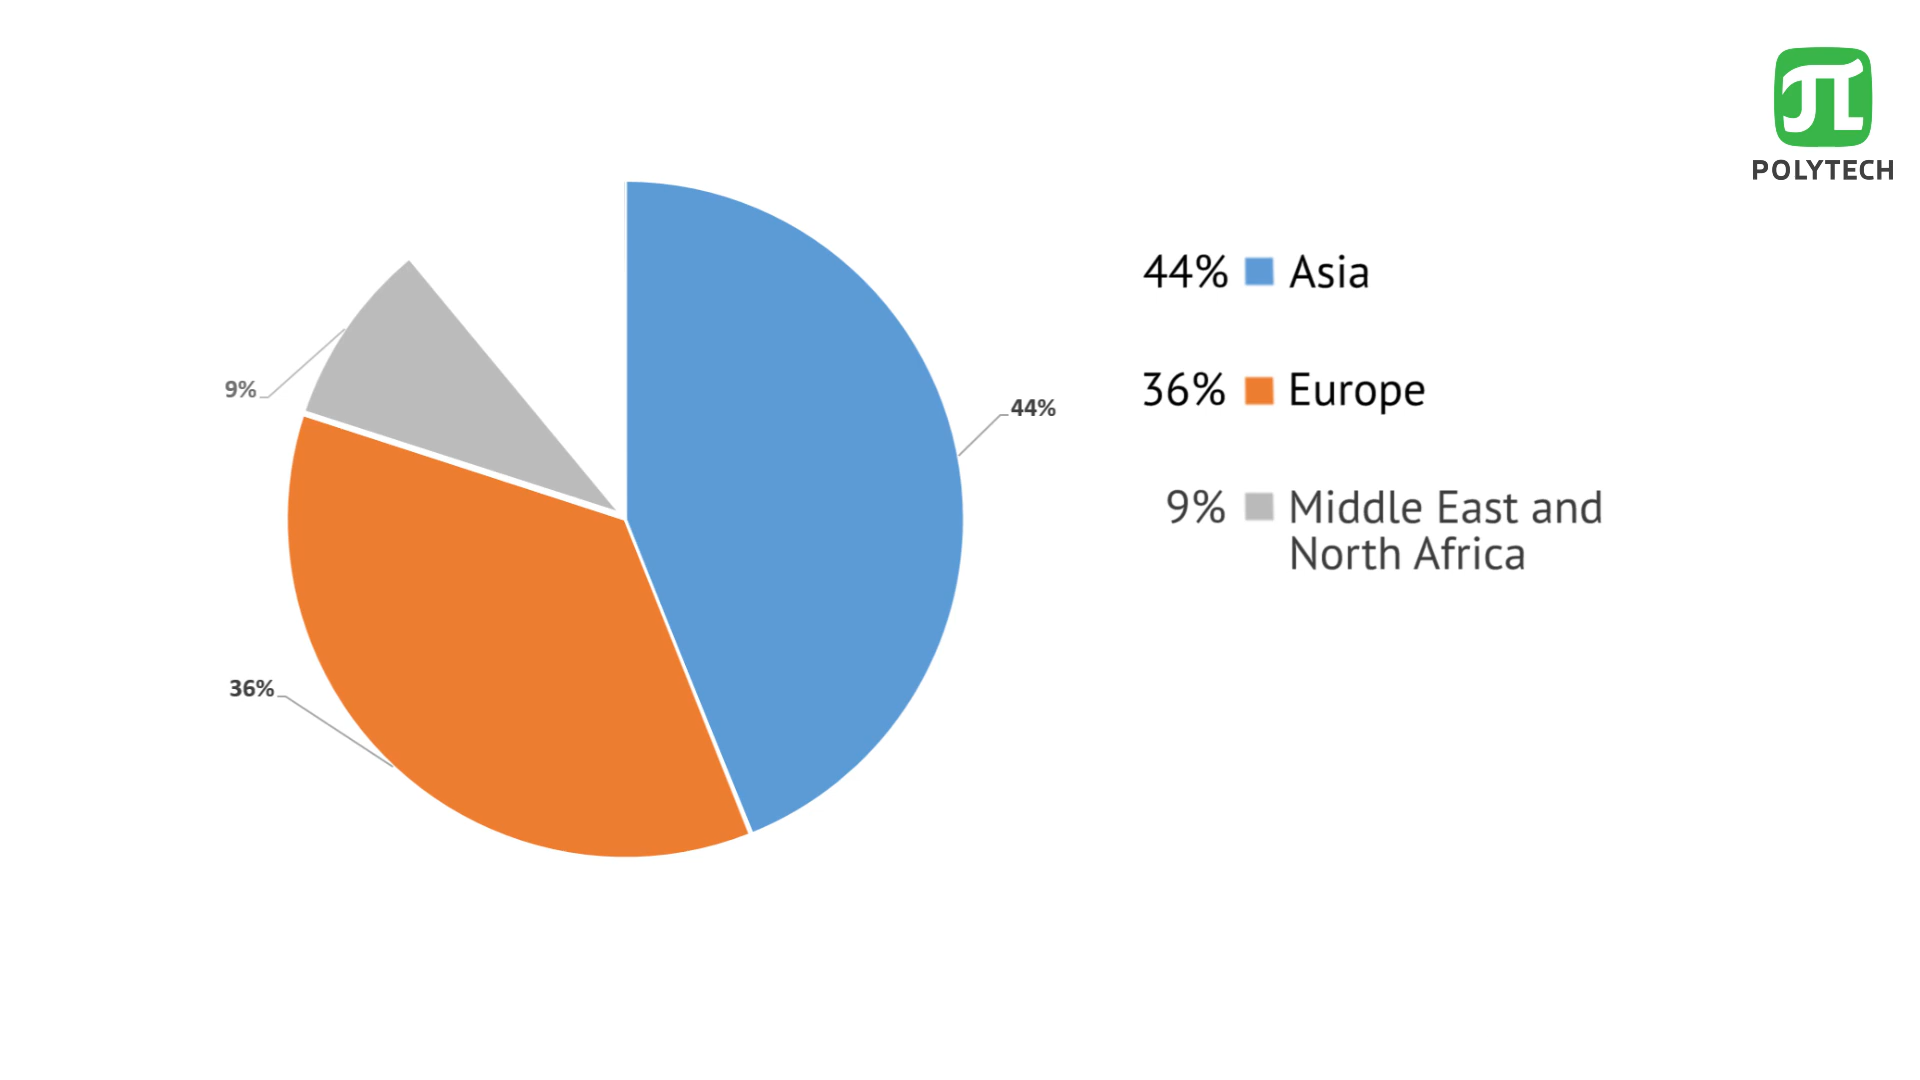 POLYTECH
44% Asia
44%
36% Europe
9%
9% Middle East and
North Africa
36%